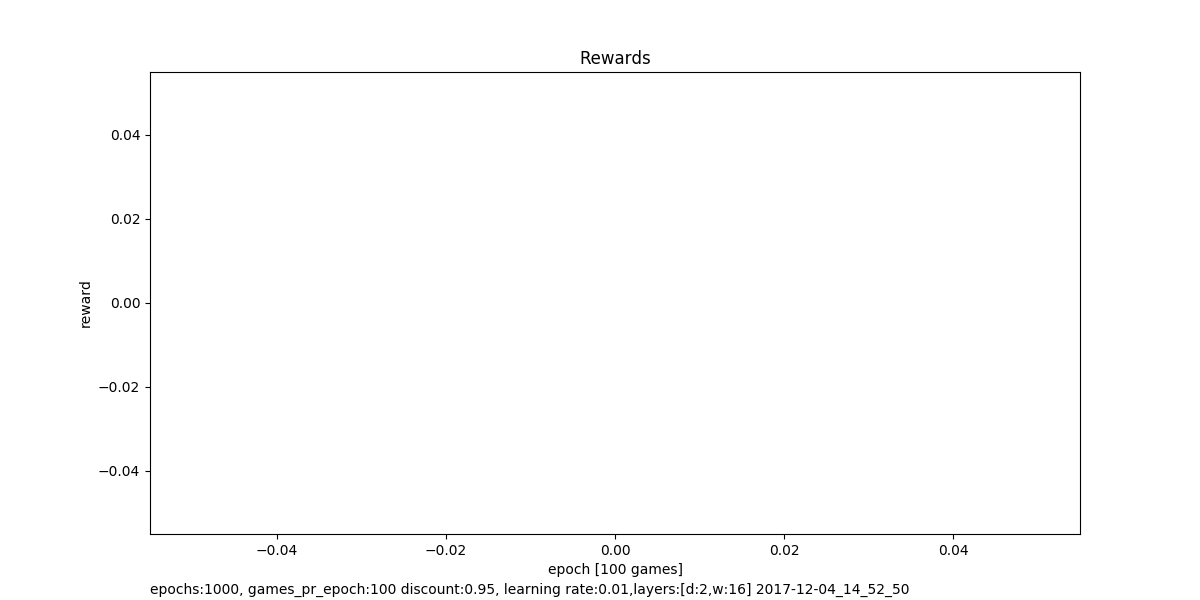 Rewards
0.04
0.02
0.00
−0.02
−0.04
reward
−0.04 −0.02 0.00 0.02 0.04
epoch [100 games]
epochs:1000, games_pr_epoch:100 discount:0.95, learning rate:0.01,layers:[d:2,w:16] 2017-12-04_14_52_50